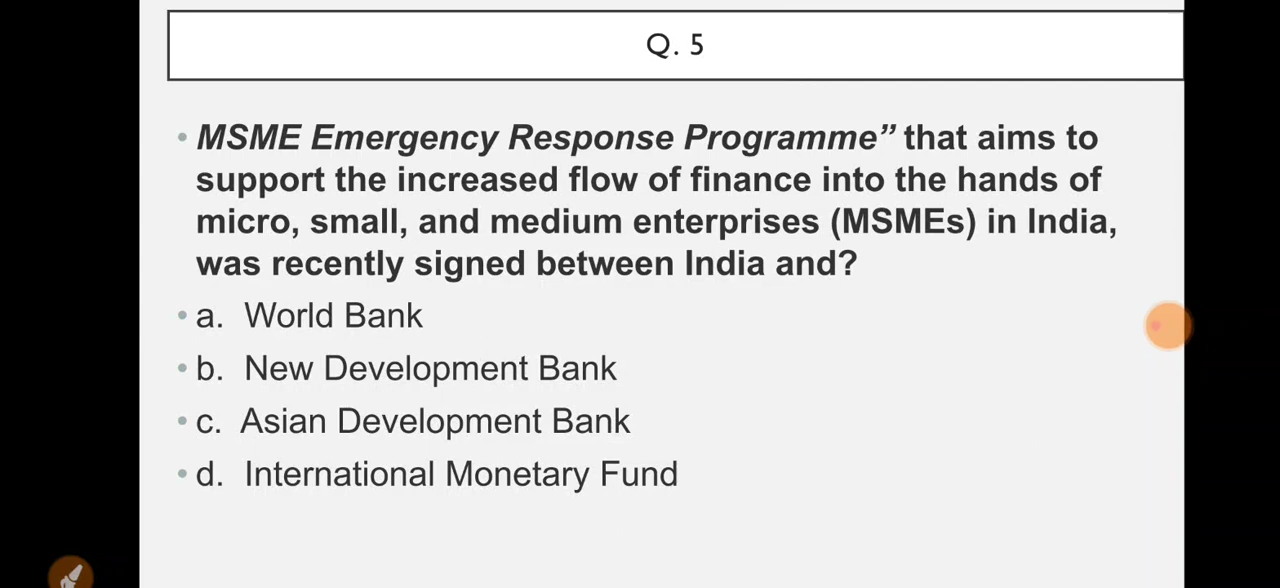 Q. 5
• MSME Emergency Response Programme” that aims to
support the increased flow of finance into the hands of
micro, small, and medium enterprises (MSMEs) in India,
was recently signed between India and?
• a. World Bank
• b. New Development Bank
• c. Asian Development Bank
• d. International Monetary Fund